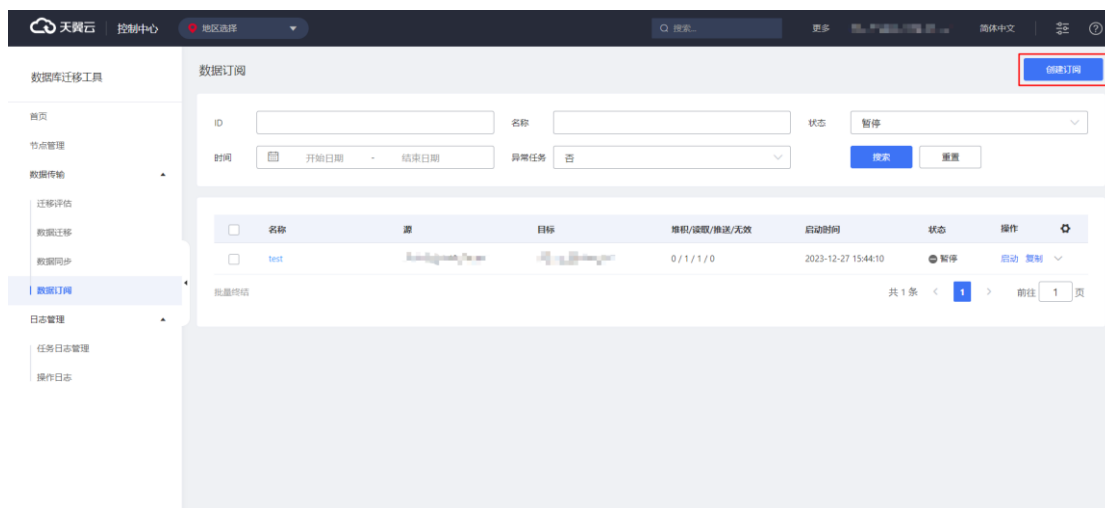 天翼云 控制中心 地区选择 搜索... 更多 简体中文
数据库迁移工具
数据订阅 创建订阅
首页
节点管理
数据传输
迁移评估
数据迁移
数据同步
数据订阅
日志管理
任务日志管理
操作日志
ID 名称 状态 暂停
时间 开始日期 - 结束日期 异常任务 否 搜索 重置
名称 源 目标 堆积/读取/推送/无效 启动时间 状态 操作
test 0 / 1 / 1 / 0 2023-12-27 15:44:10 暂停 启动 复制
批量终结 共 1 条 1 前往 1 页